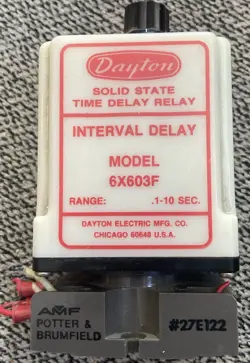 Dayton
SOLID STATE
TIME DELAY RELAY
INTERVAL DELAY
MODEL
6X603F
RANGE: .1-10 SEC.
DAYTON ELECTRIC MFG. CO.
CHICAGO 60648 U.S.A.
AMF
POTTER &
BRUMFIELD
#27E122